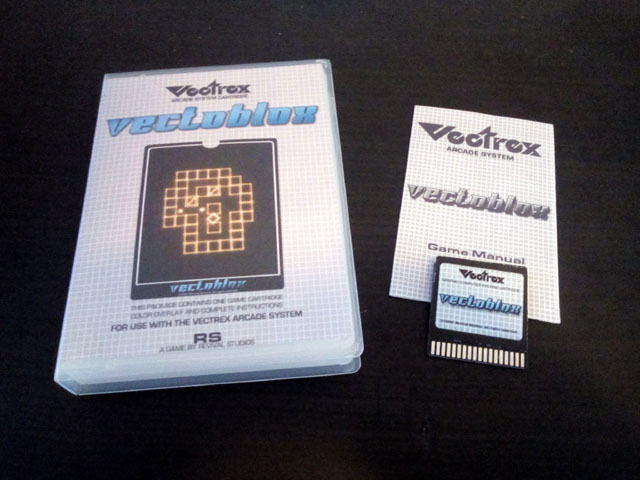 Vectrex
ARCADE SYSTEM CARTRIDGE
vectoblox
vectoblox
THIS PACKAGE CONTAINS ONE GAME CARTRIDGE
COLOR OVERLAY AND COMPLETE INSTRUCTIONS
FOR USE WITH THE VECTREX ARCADE SYSTEM
RS
A GAME BY REVIVAL STUDIOS
Vectrex
ARCADE SYSTEM
vectoblox
Game Manual
Vectrex
vectoblox